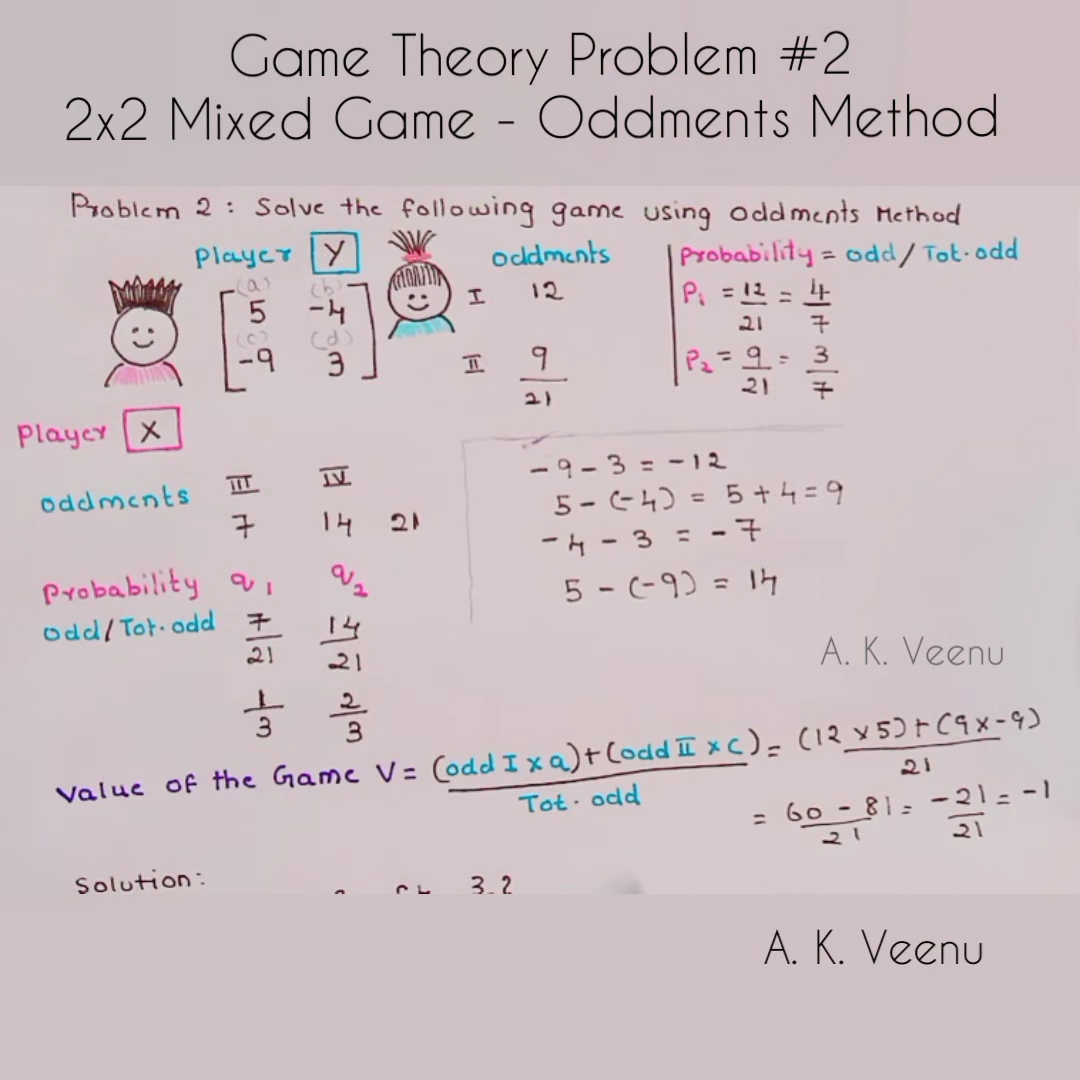 Game Theory Problem #2
2x2 Mixed Game - Oddments Method
Problem 2 : Solve the following game using Oddments Method
Player Y
oddments
Probability = odd / Tot. odd
(a) (b)
5 -4
(c) (d)
-9 3
I 12
II 9
21
P1 = 12/21 = 4/7
P2 = 9/21 = 3/7
Player X
oddments III IV
7 14 21
Probability q1 q2
odd / Tot. odd 7/21 14/21
1/3 2/3
-9 - 3 = -12
5 - (-4) = 5 + 4 = 9
-4 - 3 = -7
5 - (-9) = 14
A. K. Veenu
Value of the Game V = (odd I x a) + (odd II x c) / Tot. odd = (12 x 5) + (9 x -9) / 21
= 60 - 81 / 21 = -21 / 21 = -1
Solution:
A. K. Veenu